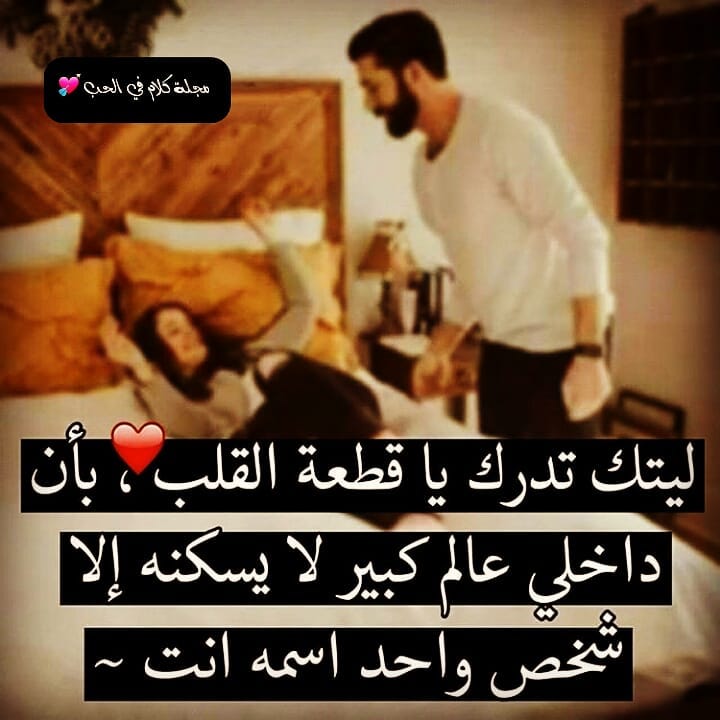 مجلة كلام في الحب 💘
ليتك تدرك يا قطعة القلب❤️، بأن
داخلي عالم كبير لا يسكنه إلا
شخص واحد اسمه انت ~